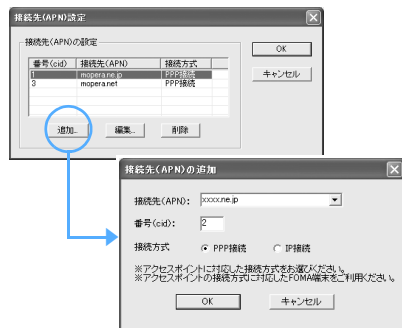 接続先(APN)設定
接続先(APN)の設定
番号(cid) 接続先(APN) 接続方式
1 mopera.ne.jp PPP接続
3 mopera.net PPP接続
追加... 編集... 削除
OK
キャンセル
接続先(APN)の追加
接続先(APN): xxxx.ne.jp
番号(cid): 2
接続方式 PPP接続 IP接続
※アクセスポイントに対応した接続方式をお選びください。
※アクセスポイントの接続方式に対応したFOMA端末をご利用ください。
OK キャンセル